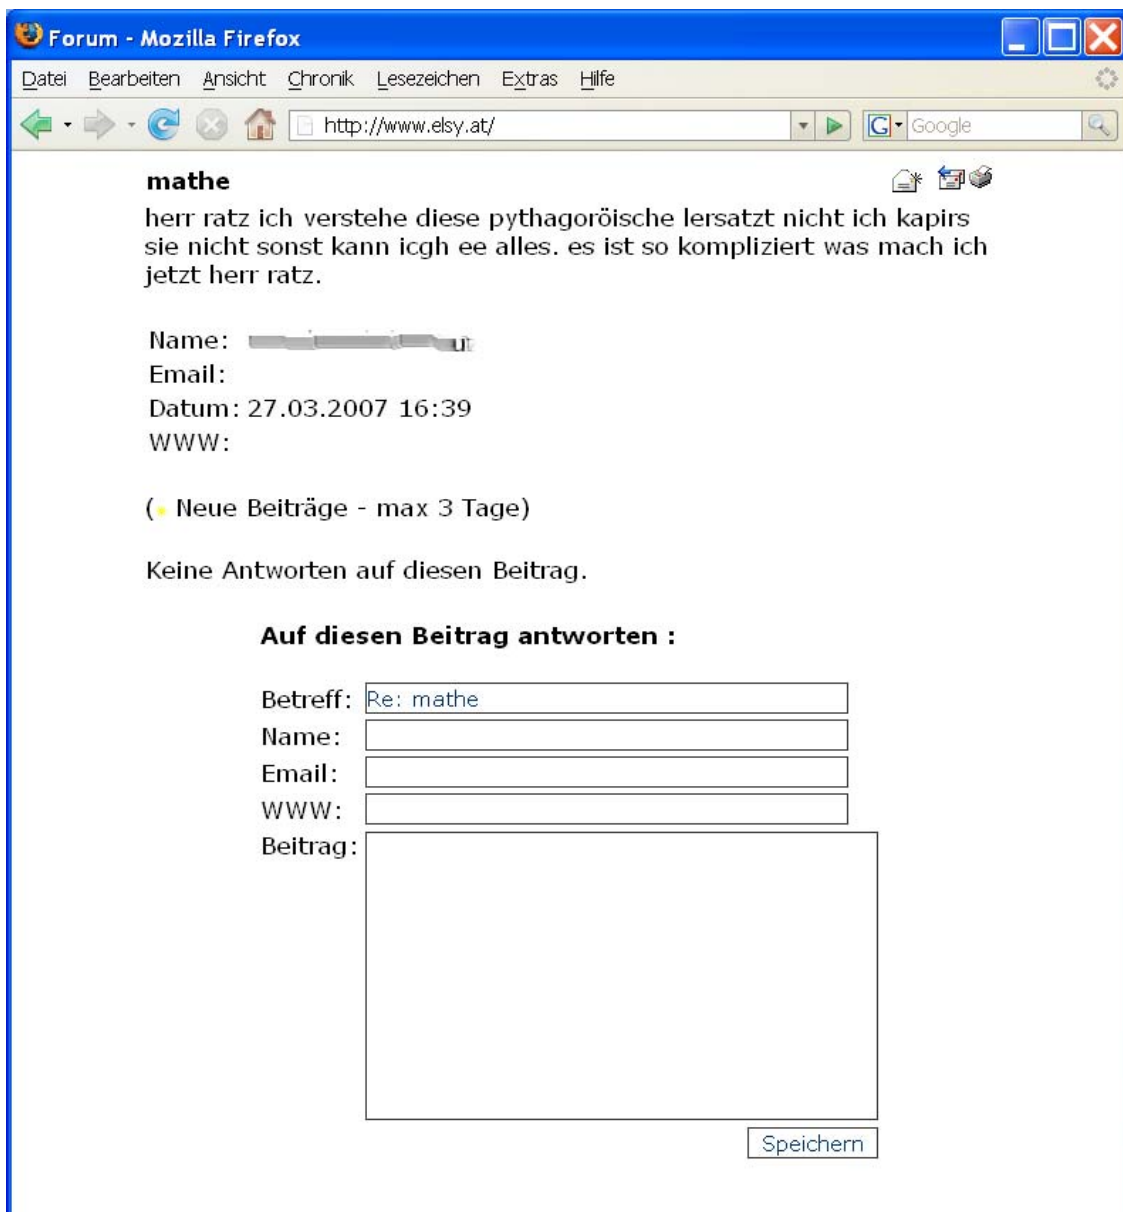 Forum - Mozilla Firefox
Datei Bearbeiten Ansicht Chronik Lesezeichen Extras Hilfe
http://www.elsy.at/ G Google
mathe
herr ratz ich verstehe diese pythagoröische lersatzt nicht ich kapirs
sie nicht sonst kann icgh ee alles. es ist so kompliziert was mach ich
jetzt herr ratz.
Name:
Email:
Datum: 27.03.2007 16:39
WWW:
( Neue Beiträge - max 3 Tage)
Keine Antworten auf diesen Beitrag.
Auf diesen Beitrag antworten :
Betreff: Re: mathe
Name:
Email:
WWW:
Beitrag:
Speichern